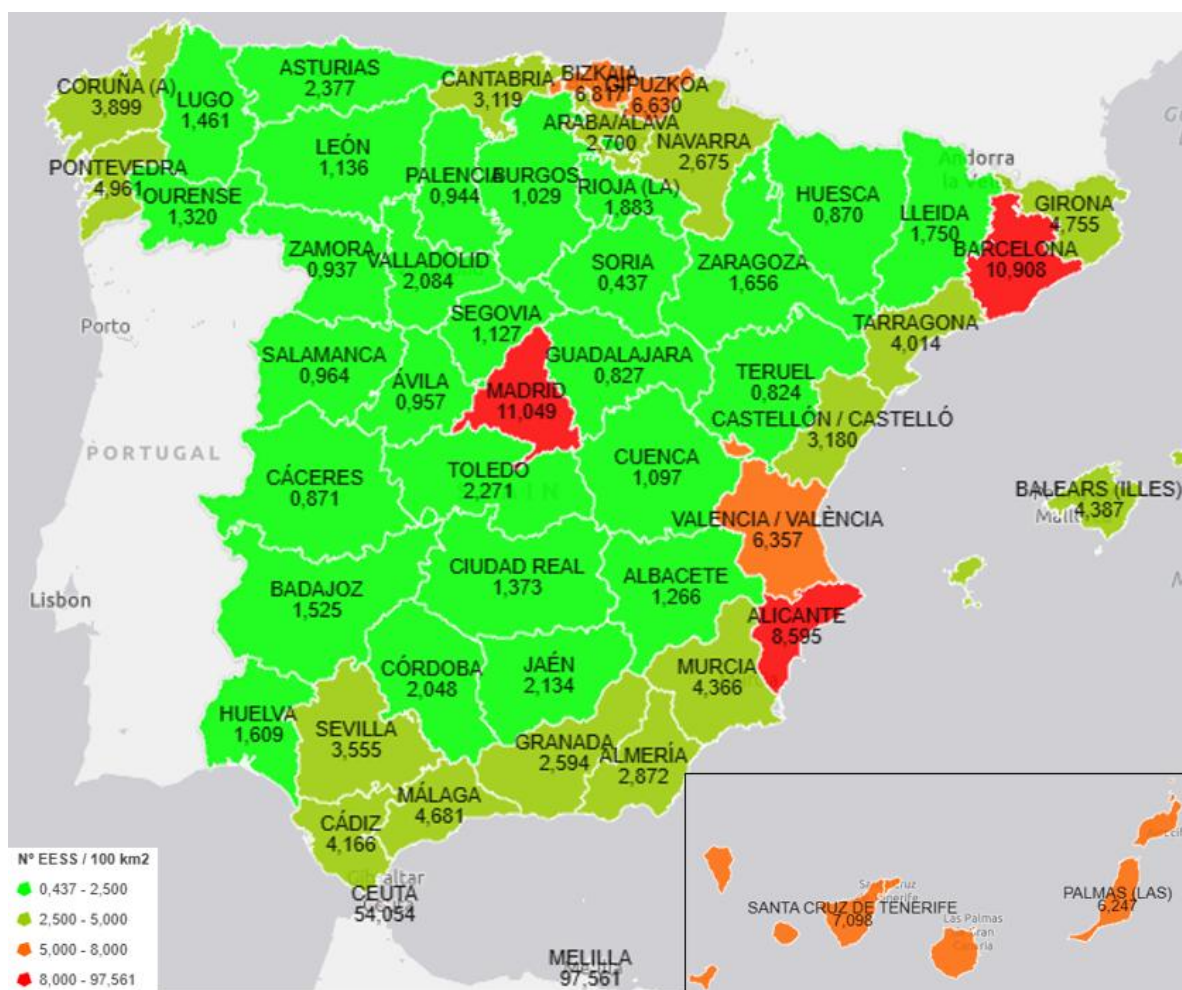 ASTURIAS
2,377
CANTABRIA
3,119
BIZKAIA
6.817
GIPUZKOA
6.630
CORUÑA (A)
3,899
LUGO
1,461
ARABA/ÁLAVA
2.700
NAVARRA
2,675
LEÓN
1,136
PONTEVEDRA
4,961
OURENSE
1,320
PALENCIA
0,944
BURGOS
1,029
RIOJA (LA)
1,883
HUESCA
0,870
LLEIDA
1,750
Andorra
GIRONA
4,755
BARCELONA
10,908
ZAMORA
0,937
VALLADOLID
2,084
SORIA
0,437
ZARAGOZA
1,656
Porto
SEGOVIA
1,127
TARRAGONA
4,014
SALAMANCA
0,964
ÁVILA
0,957
MADRID
11,049
GUADALAJARA
0,827
TERUEL
0,824
CASTELLÓN / CASTELLÓ
3,180
PORTUGAL
CÁCERES
0,871
TOLEDO
2,271
CUENCA
1,097
BALEARS (ILLES)
4,387
VALENCIA / VALÈNCIA
6,357
Lisbon
BADAJOZ
1,525
CIUDAD REAL
1,373
ALBACETE
1,266
ALICANTE
8,595
CÓRDOBA
2,048
JAÉN
2,134
MURCIA
4,366
HUELVA
1,609
SEVILLA
3,555
GRANADA
2,594
ALMERÍA
2,872
MÁLAGA
4,681
CÁDIZ
4,166
CEUTA
54,054
MELILLA
97,561
SANTA CRUZ DE TENERIFE
7,098
PALMAS (LAS)
6,247
Las Palmas
Nº EESS / 100 km2
0,437 - 2,500
2,500 - 5,000
5,000 - 8,000
8,000 - 97,561